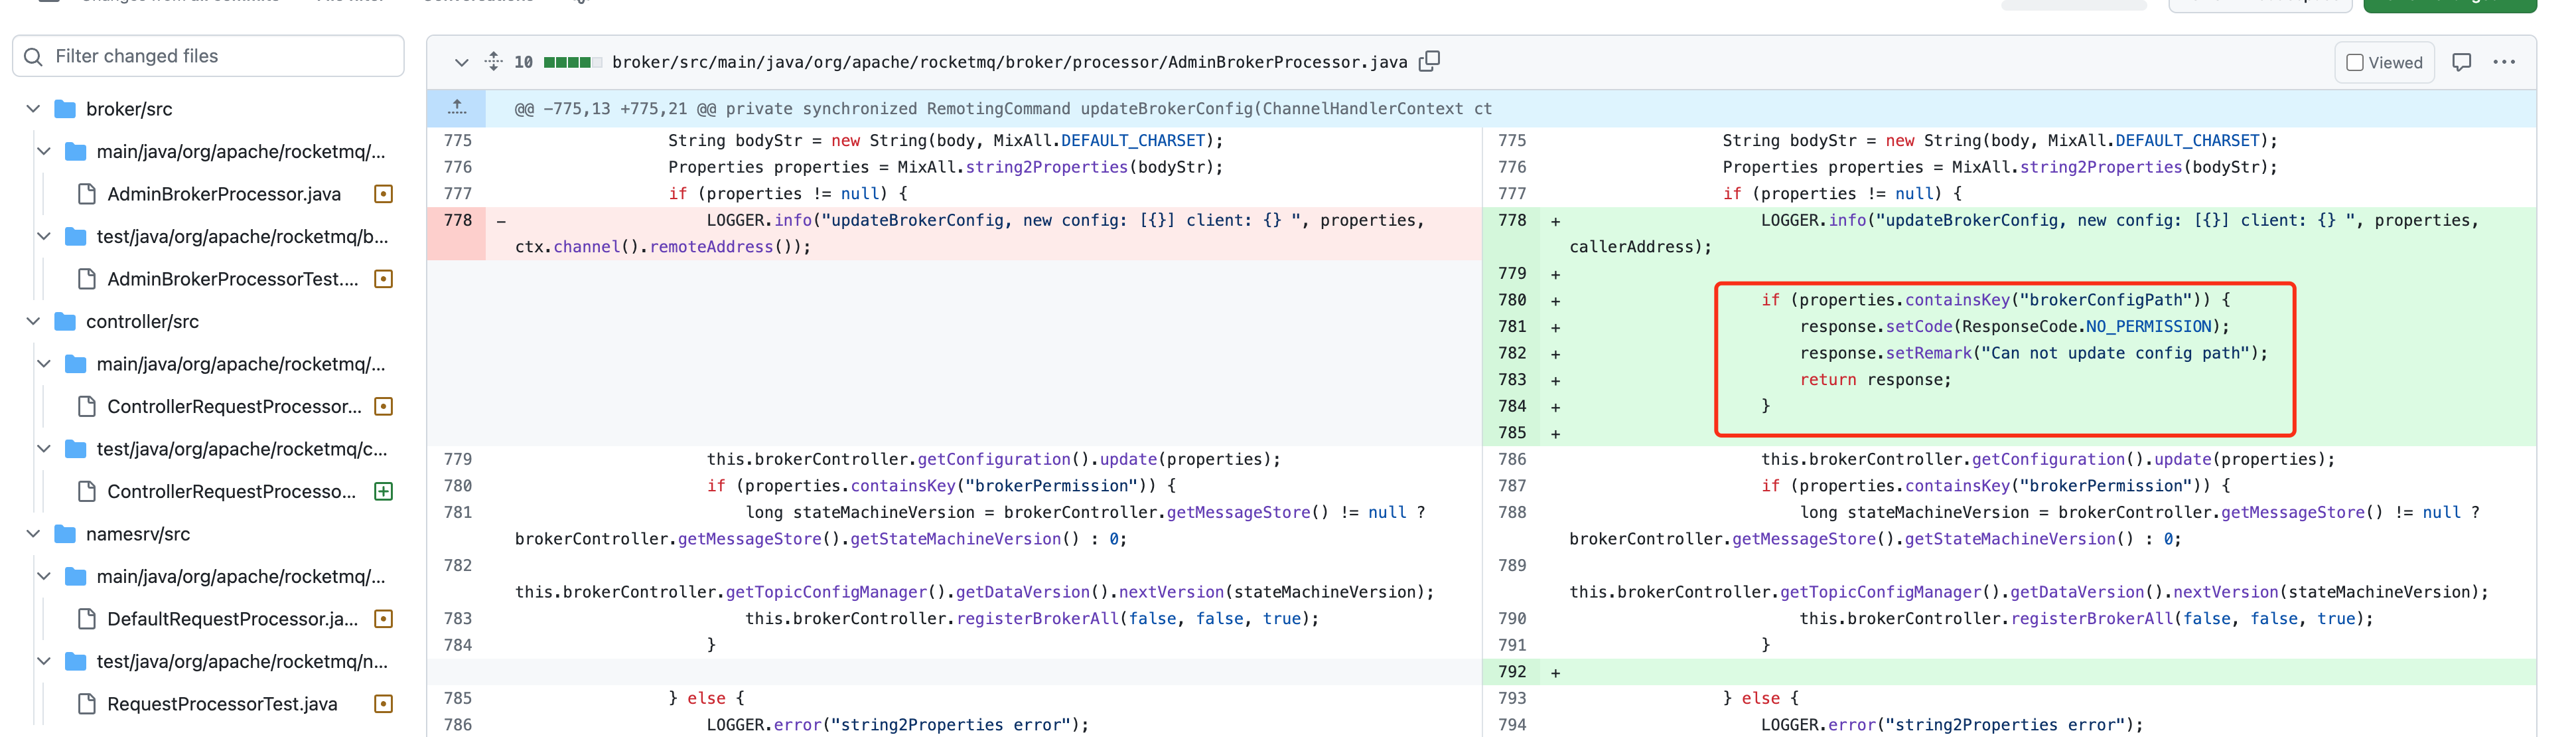 Filter changed files
broker/src
main/java/org/apache/rocketmq/...
AdminBrokerProcessor.java
test/java/org/apache/rocketmq/b...
AdminBrokerProcessorTest....
controller/src
main/java/org/apache/rocketmq/...
ControllerRequestProcessor...
test/java/org/apache/rocketmq/c...
ControllerRequestProcesso...
namesrv/src
main/java/org/apache/rocketmq/...
DefaultRequestProcessor.ja...
test/java/org/apache/rocketmq/n...
RequestProcessorTest.java
10 broker/src/main/java/org/apache/rocketmq/broker/processor/AdminBrokerProcessor.java
Viewed
@@ -775,13 +775,21 @@ private synchronized RemotingCommand updateBrokerConfig(ChannelHandlerContext ct
775 String bodyStr = new String(body, MixAll.DEFAULT_CHARSET);
776 Properties properties = MixAll.string2Properties(bodyStr);
777 if (properties != null) {
778 - LOGGER.info("updateBrokerConfig, new config: [{}] client: {} ", properties,
ctx.channel().remoteAddress());
779 this.brokerController.getConfiguration().update(properties);
780 if (properties.containsKey("brokerPermission")) {
781 long stateMachineVersion = brokerController.getMessageStore() != null ?
brokerController.getMessageStore().getStateMachineVersion() : 0;
782
this.brokerController.getTopicConfigManager().getDataVersion().nextVersion(stateMachineVersion);
783 this.brokerController.registerBrokerAll(false, false, true);
784 }
785 } else {
786 LOGGER.error("string2Properties error");
775 String bodyStr = new String(body, MixAll.DEFAULT_CHARSET);
776 Properties properties = MixAll.string2Properties(bodyStr);
777 if (properties != null) {
778 + LOGGER.info("updateBrokerConfig, new config: [{}] client: {} ", properties,
callerAddress);
779 +
780 + if (properties.containsKey("brokerConfigPath")) {
781 + response.setCode(ResponseCode.NO_PERMISSION);
782 + response.setRemark("Can not update config path");
783 + return response;
784 + }
785 +
786 this.brokerController.getConfiguration().update(properties);
787 if (properties.containsKey("brokerPermission")) {
788 long stateMachineVersion = brokerController.getMessageStore() != null ?
brokerController.getMessageStore().getStateMachineVersion() : 0;
789
this.brokerController.getTopicConfigManager().getDataVersion().nextVersion(stateMachineVersion);
790 this.brokerController.registerBrokerAll(false, false, true);
791 }
792 +
793 } else {
794 LOGGER.error("string2Properties error");